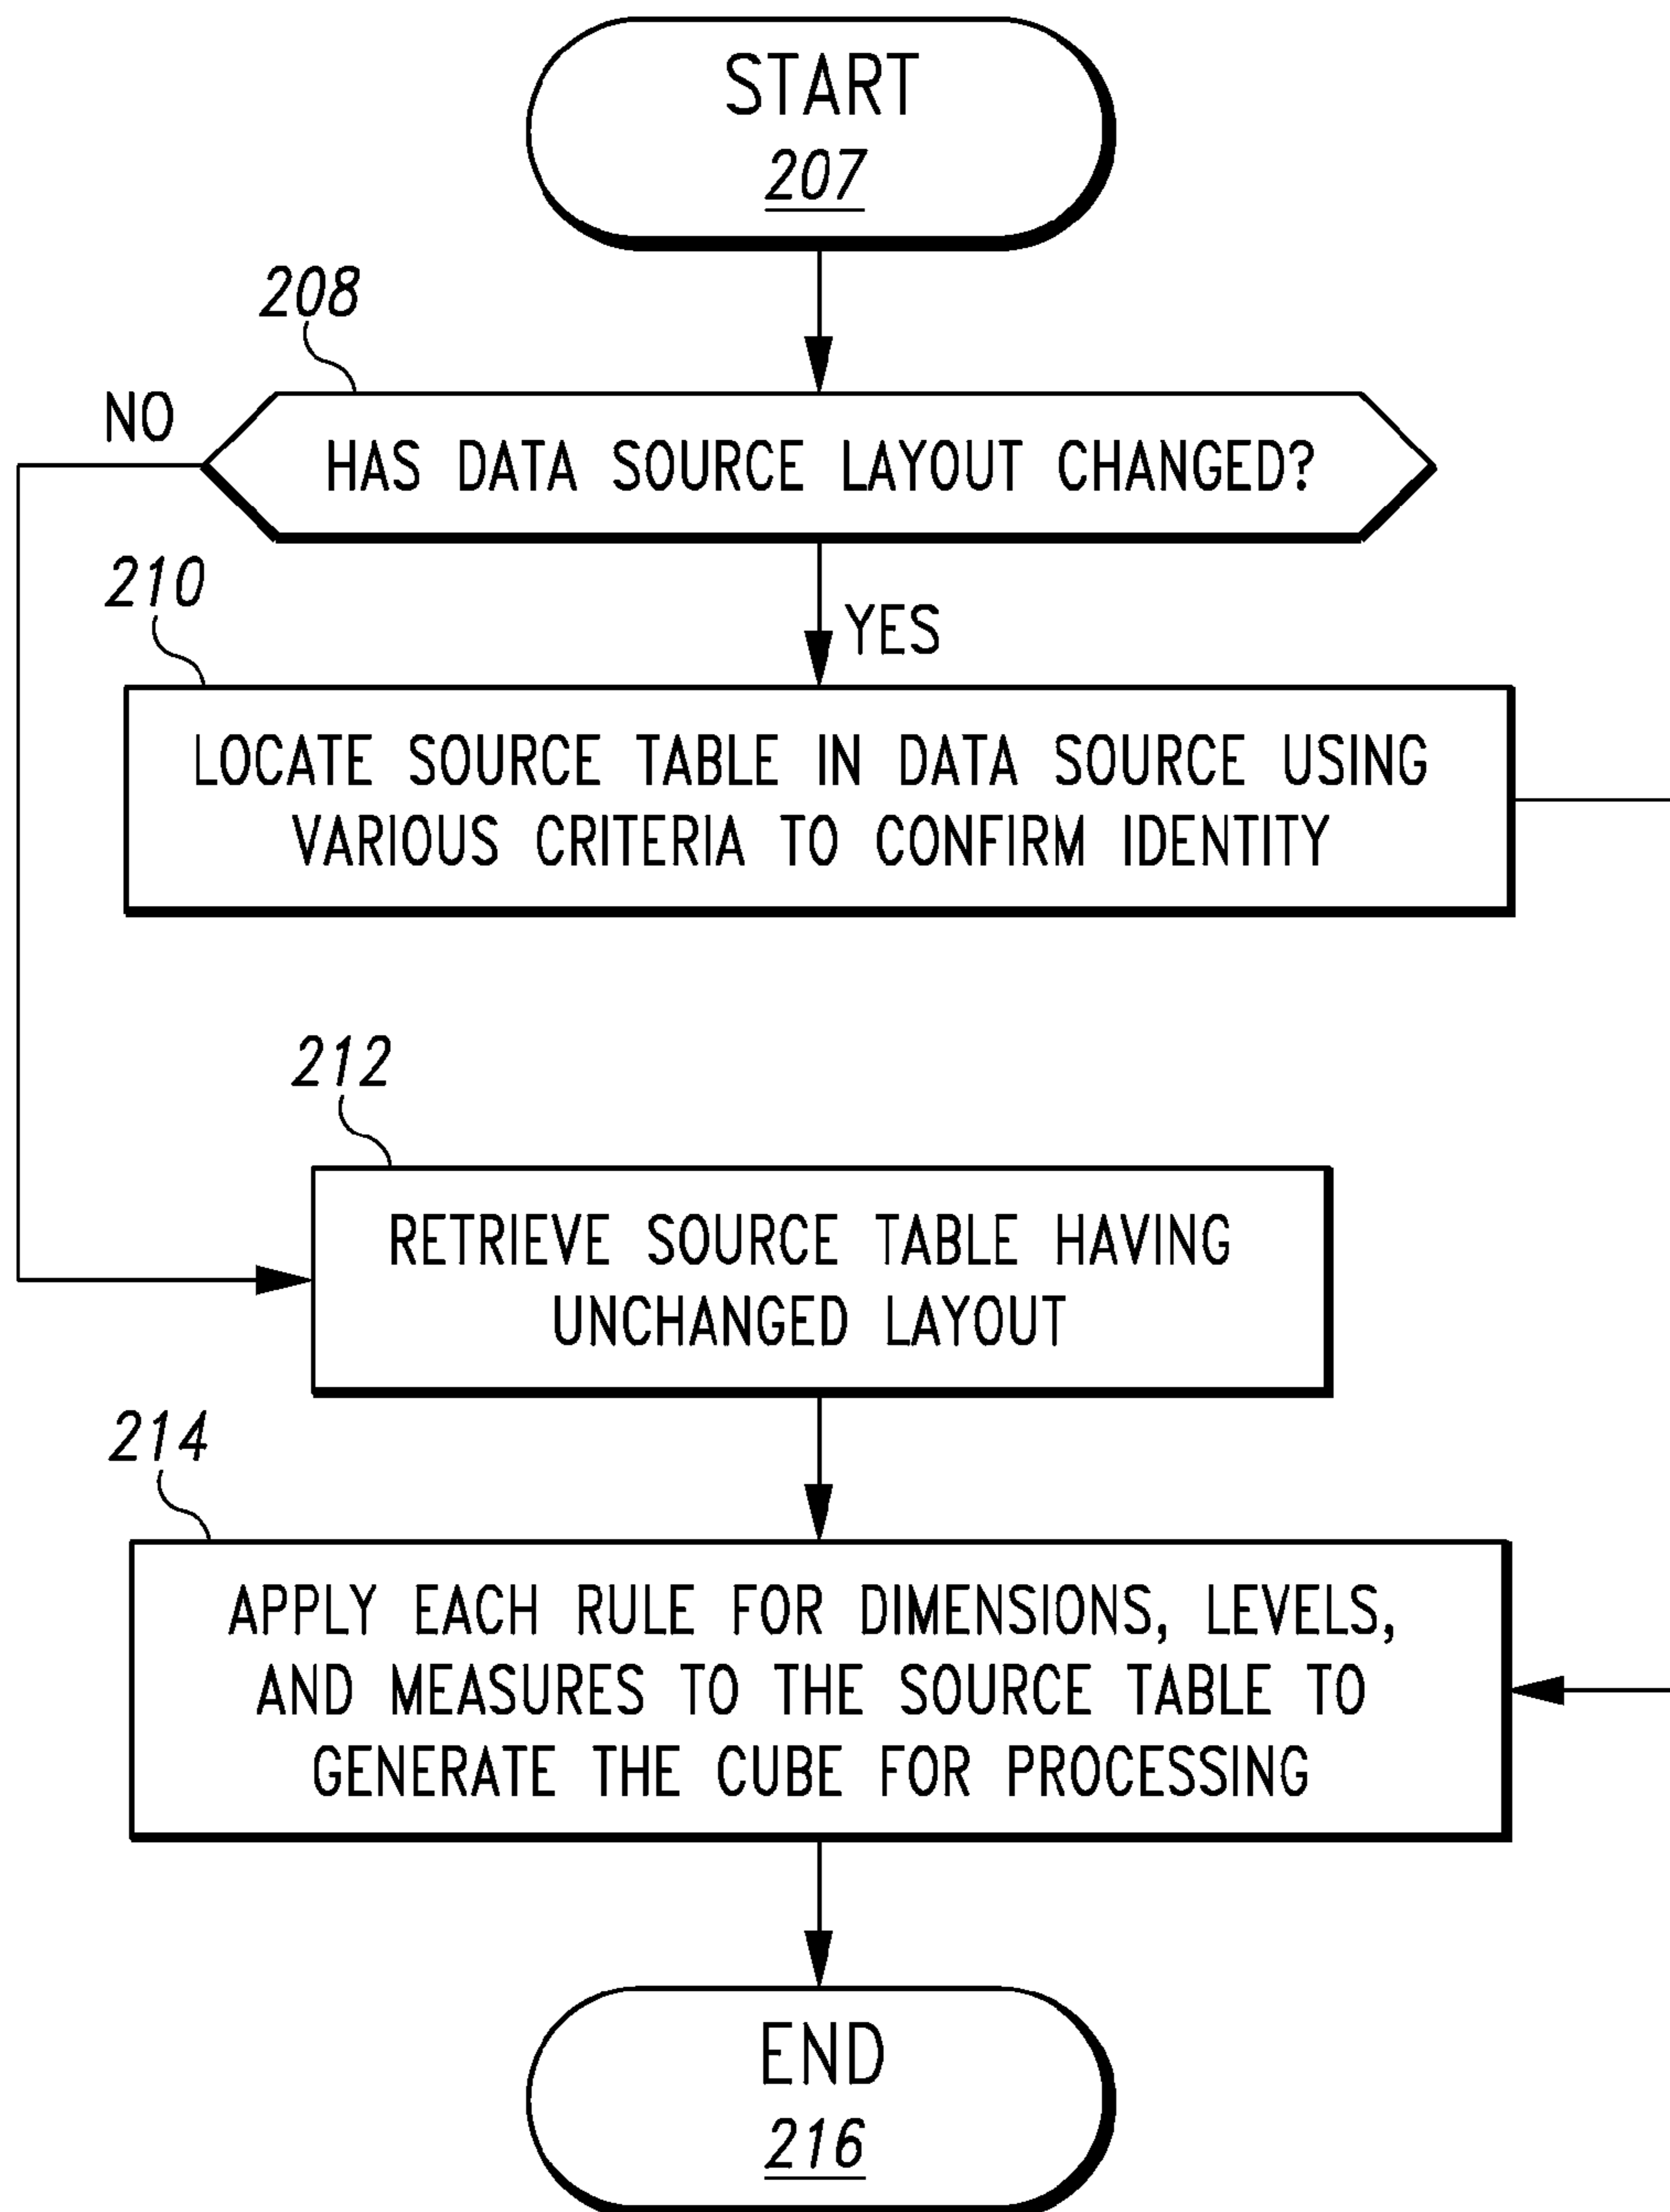 START
207
208
NO
HAS DATA SOURCE LAYOUT CHANGED?
210
YES
LOCATE SOURCE TABLE IN DATA SOURCE USING
VARIOUS CRITERIA TO CONFIRM IDENTITY
212
RETRIEVE SOURCE TABLE HAVING
UNCHANGED LAYOUT
214
APPLY EACH RULE FOR DIMENSIONS, LEVELS,
AND MEASURES TO THE SOURCE TABLE TO
GENERATE THE CUBE FOR PROCESSING
END
216